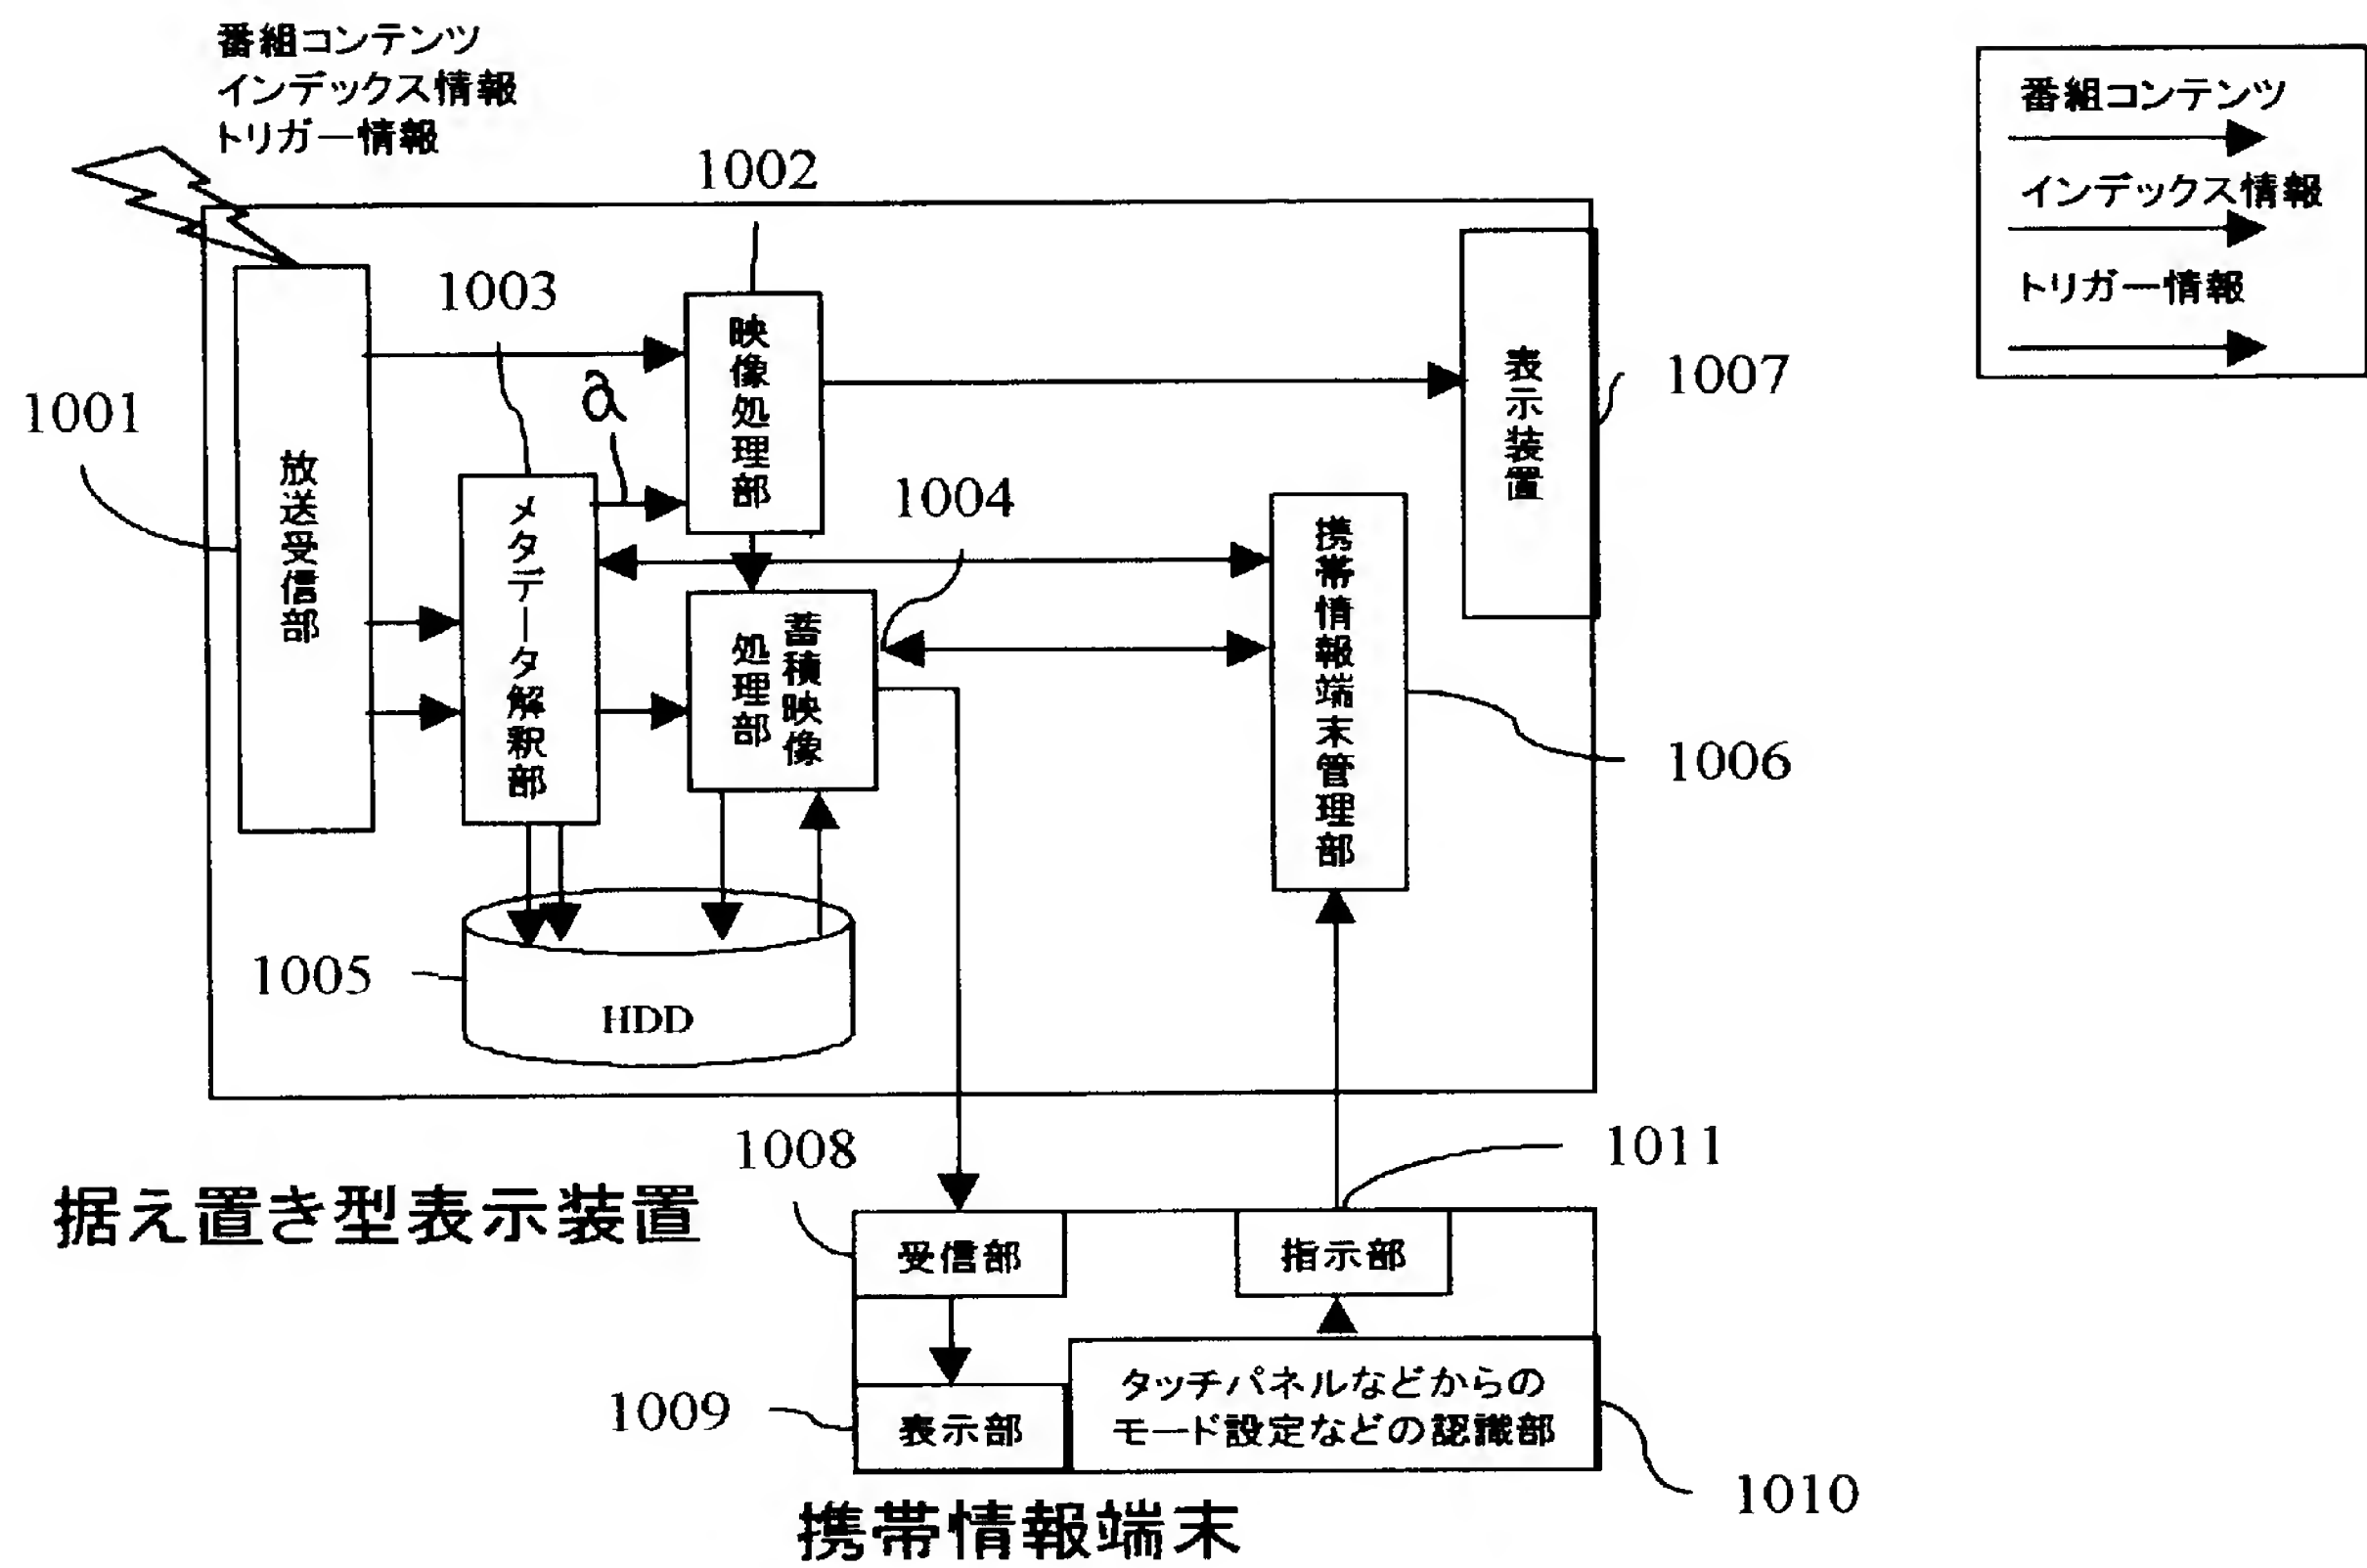 番組コンテンツ
インデックス情報
トリガー情報
番組コンテンツ
インデックス情報
トリガー情報
1002
1003
a
1001
放送受信部
メタデータ解釈部
映像処理部
蓄積映像
処理部
1004
表示装置
1007
携帯情報端末管理部
1006
1005
HDD
据え置き型表示装置
1008
1011
受信部
指示部
1009
表示部
タッチパネルなどからの
モード設定などの認識部
1010
携帯情報端末